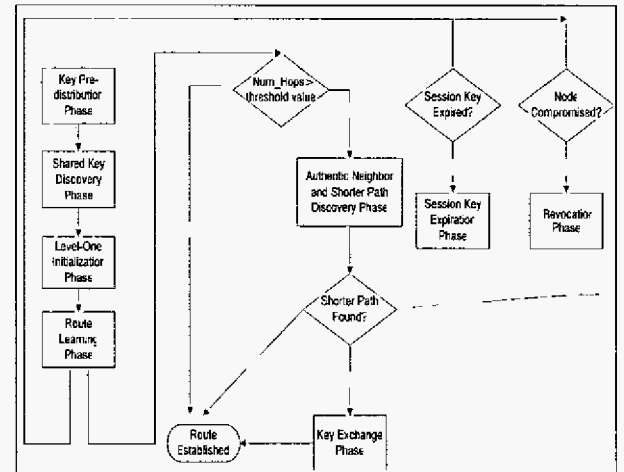 Key Pre-
distribution
Phase
Shared Key
Discovery
Phase
Level-One
Initialization
Phase
Route
Learning
Phase
Num_Hops >
threshold value
Authentic Neighbor
and Shorter Path
Discovery Phase
Shorter Path
Found?
Key Exchange
Phase
Route
Established
Session Key
Expired?
Session Key
Expiration
Phase
Node
Compromised?
Revocation
Phase